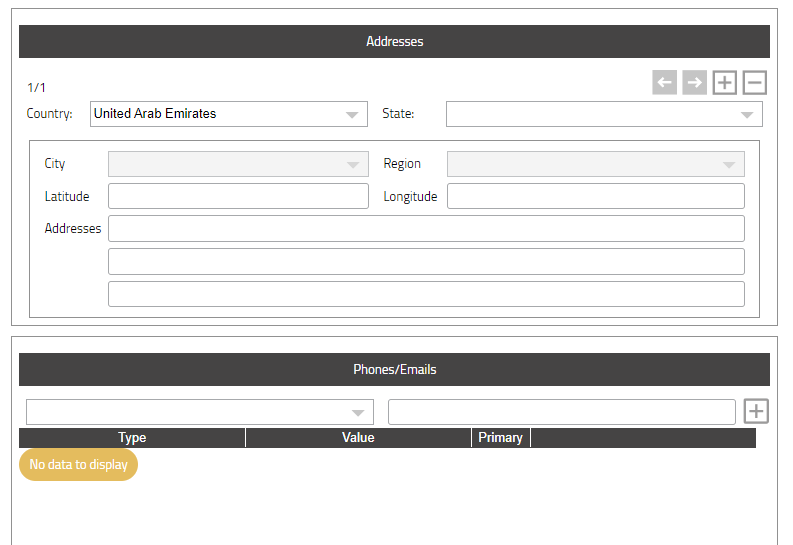 Addresses
1/1
Country: United Arab Emirates State:
City Region
Latitude Longitude
Addresses
Phones/Emails
Type Value Primary
No data to display